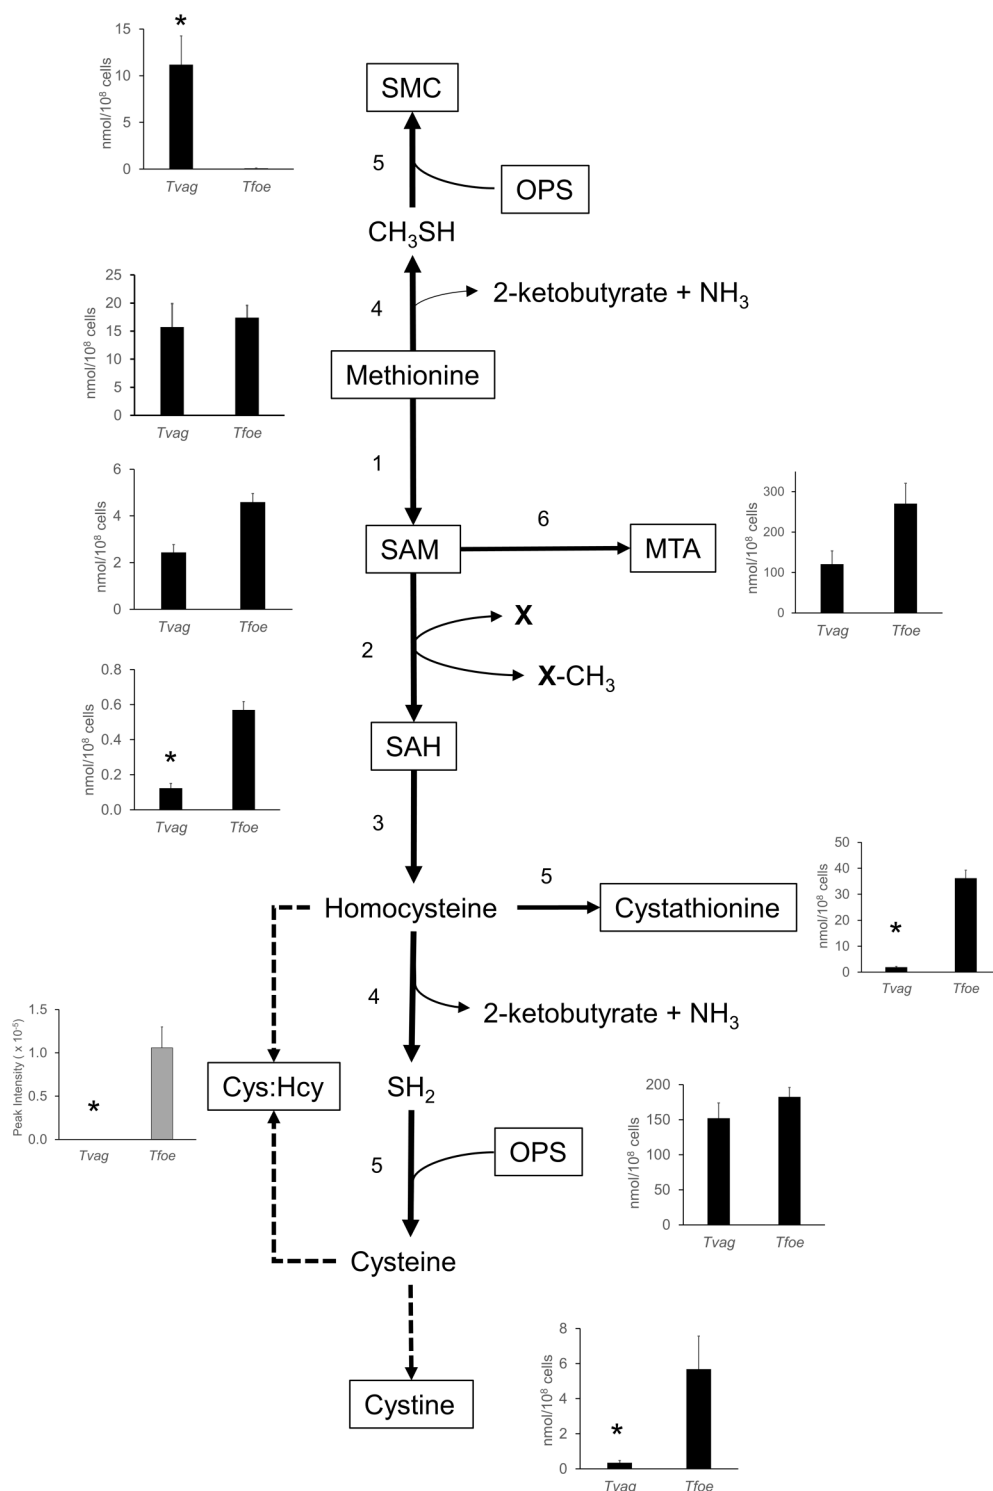 *
15
10
5
0
nmol/10⁸ cells
Tvag Tfoe
SMC
5
OPS
CH₃SH
4
2-ketobutyrate + NH₃
25
20
15
10
5
0
nmol/10⁸ cells
Tvag Tfoe
Methionine
1
6
4
2
0
nmol/10⁸ cells
Tvag Tfoe
SAM
6
MTA
300
200
100
0
nmol/10⁸ cells
Tvag Tfoe
2
X
X-CH₃
0.8
0.6
0.4
0.2
0.0
nmol/10⁸ cells
*
Tvag Tfoe
SAH
3
Homocysteine
5
Cystathionine
50
40
30
20
10
0
nmol/10⁸ cells
*
Tvag Tfoe
4
2-ketobutyrate + NH₃
1.5
1.0
0.5
0.0
Peak Intensity ( x 10⁻⁵)
*
Tvag Tfoe
Cys:Hcy
SH₂
5
OPS
200
150
100
50
0
nmol/10⁸ cells
Tvag Tfoe
Cysteine
Cystine
8
6
4
2
0
nmol/10⁸ cells
*
Tvag Tfoe